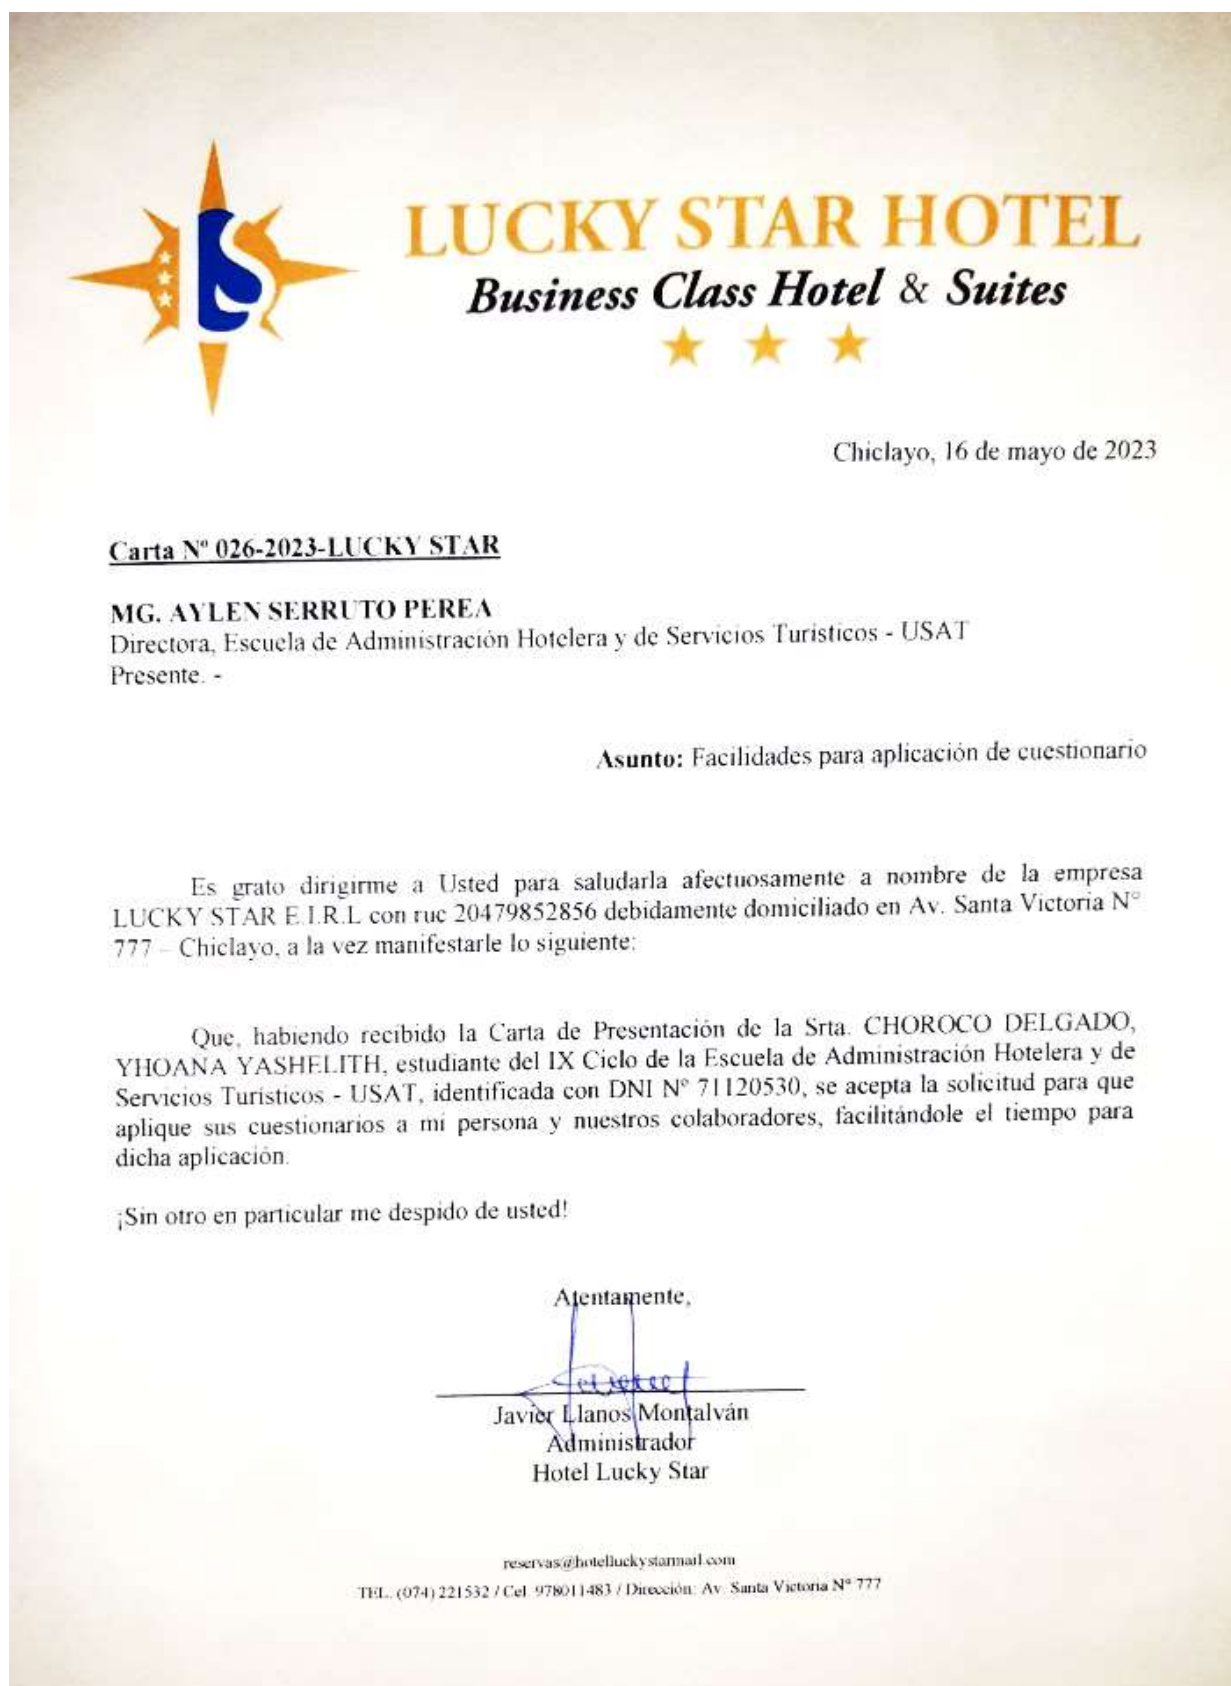 LS
LUCKY STAR HOTEL
Business Class Hotel & Suites
Chiclayo, 16 de mayo de 2023
Carta Nº 026-2023-LUCKY STAR
MG. AYLEN SERRUTO PEREA
Directora, Escuela de Administración Hotelera y de Servicios Turísticos - USAT
Presente. -
Asunto: Facilidades para aplicación de cuestionario
Es grato dirigirme a Usted para saludarla afectuosamente a nombre de la empresa
LUCKY STAR E.I.R.L con ruc 20479852856 debidamente domiciliado en Av. Santa Victoria N°
777 – Chiclayo, a la vez manifestarle lo siguiente:
Que, habiendo recibido la Carta de Presentación de la Srta. CHOROCO DELGADO,
YHOANA YASHELITH, estudiante del IX Ciclo de la Escuela de Administración Hotelera y de
Servicios Turísticos - USAT, identificada con DNI Nº 71120530, se acepta la solicitud para que
aplique sus cuestionarios a mi persona y nuestros colaboradores, facilitándole el tiempo para
dicha aplicación.
¡Sin otro en particular me despido de usted!
Atentamente,
Javier Llanos Montalván
Administrador
Hotel Lucky Star
reservas@hotelluckystarmail.com
TEL. (074) 221532 / Cel. 978011483 / Dirección: Av. Santa Victoria Nº 777